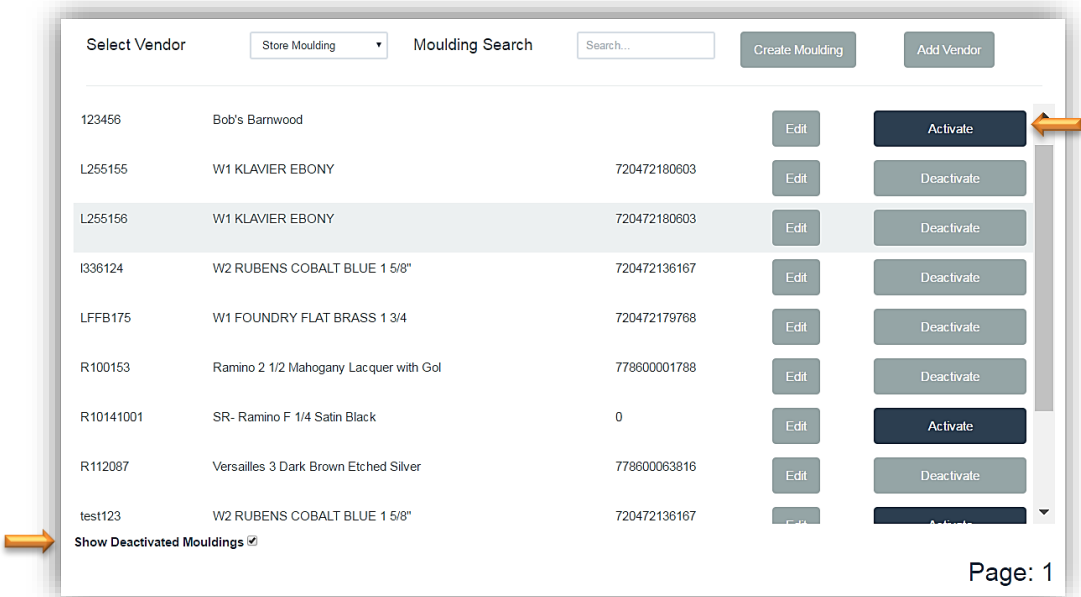 Select Vendor Store Moulding Moulding Search Search... Create Moulding Add Vendor
123456 Bob's Barnwood Edit Activate
L255155 W1 KLAVIER EBONY 720472180603 Edit Deactivate
L255156 W1 KLAVIER EBONY 720472180603 Edit Deactivate
I336124 W2 RUBENS COBALT BLUE 1 5/8" 720472136167 Edit Deactivate
LFFB175 W1 FOUNDRY FLAT BRASS 1 3/4 720472179768 Edit Deactivate
R100153 Ramino 2 1/2 Mahogany Lacquer with Gol 778600001788 Edit Deactivate
R10141001 SR- Ramino F 1/4 Satin Black 0 Edit Activate
R112087 Versailles 3 Dark Brown Etched Silver 778600063816 Edit Deactivate
test123 W2 RUBENS COBALT BLUE 1 5/8" 720472136167 Edit Activate
Show Deactivated Mouldings
Page: 1